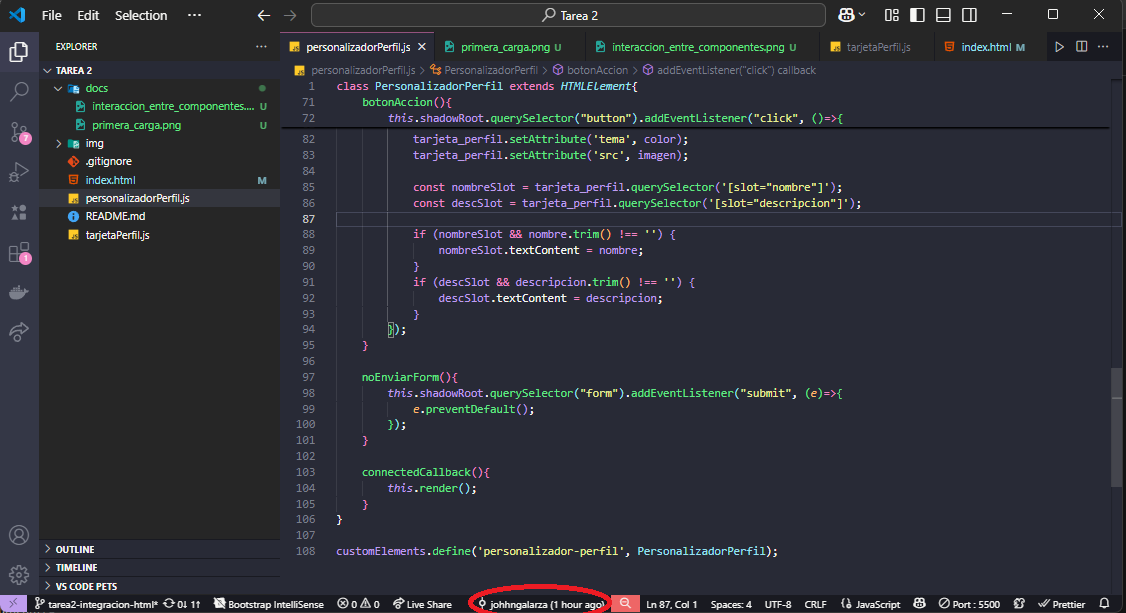 File Edit Selection ··· Tarea 2
EXPLORER ···
TAREA 2
docs
interaccion_entre_componentes.... U
primera_carga.png U
img
.gitignore
index.html M
personalizadorPerfil.js
README.md
tarjetaPerfil.js
OUTLINE
TIMELINE
VS CODE PETS
7
1
personalizadorPerfil.js primera_carga.png U interaccion_entre_componentes.png U tarjetaPerfil.js index.html M ···
personalizadorPerfil.js > PersonalizadorPerfil > botonAccion > addEventListener("click") callback
1 class PersonalizadorPerfil extends HTMLElement{
71 botonAccion(){
72 this.shadowRoot.querySelector("button").addEventListener("click", ()=>{
82 tarjeta_perfil.setAttribute('tema', color);
83 tarjeta_perfil.setAttribute('src', imagen);
84
85 const nombreSlot = tarjeta_perfil.querySelector('[slot="nombre"]');
86 const descSlot = tarjeta_perfil.querySelector('[slot="descripcion"]');
87
88 if (nombreSlot && nombre.trim() !== '') {
89 nombreSlot.textContent = nombre;
90 }
91 if (descSlot && descripcion.trim() !== '') {
92 descSlot.textContent = descripcion;
93 }
94 });
95 }
96
97 noEnviarForm(){
98 this.shadowRoot.querySelector("form").addEventListener("submit", (e)=>{
99 e.preventDefault();
100 });
101 }
102
103 connectedCallback(){
104 this.render();
105 }
106 }
107
108 customElements.define('personalizador-perfil', PersonalizadorPerfil);
tarea2-integracion-html* 0↓ 1↑ Bootstrap IntelliSense 0 0 Live Share johhngalarza (1 hour ago) Ln 87, Col 1 Spaces: 4 UTF-8 CRLF JavaScript Port : 5500 Prettier